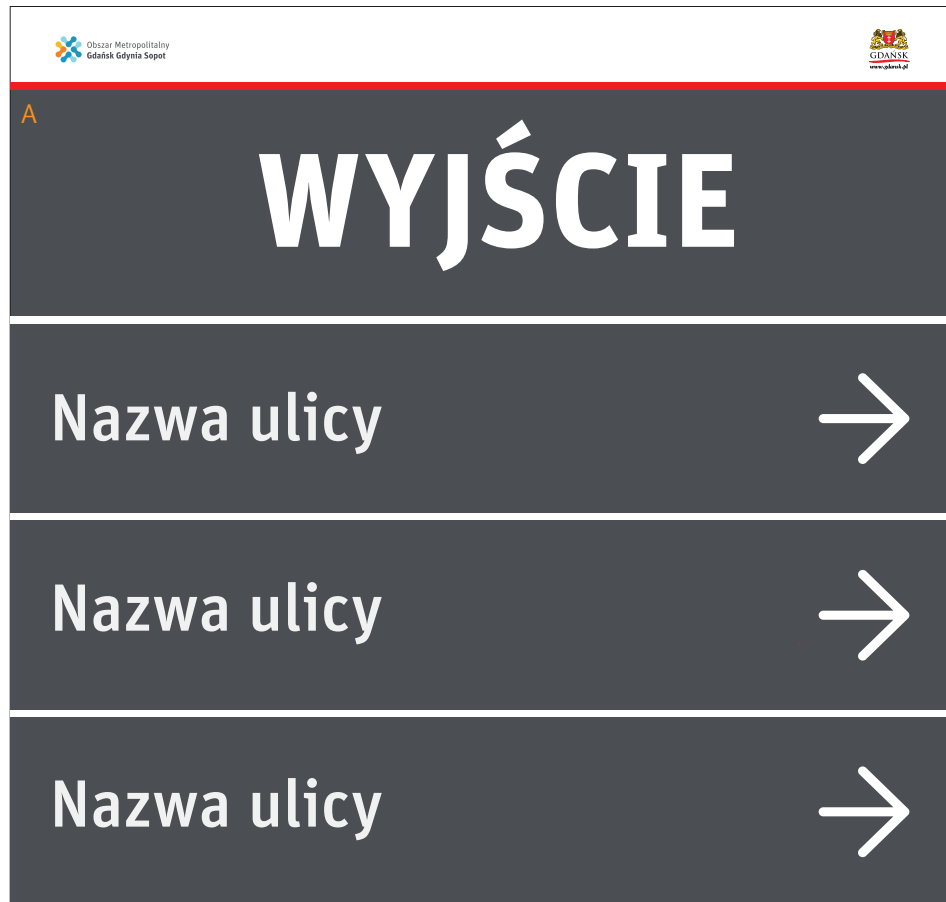 Obszar Metropolitalny
Gdańsk Gdynia Sopot
GDAŃSK
www.gdansk.pl
A
WYJŚCIE
Nazwa ulicy
Nazwa ulicy
Nazwa ulicy